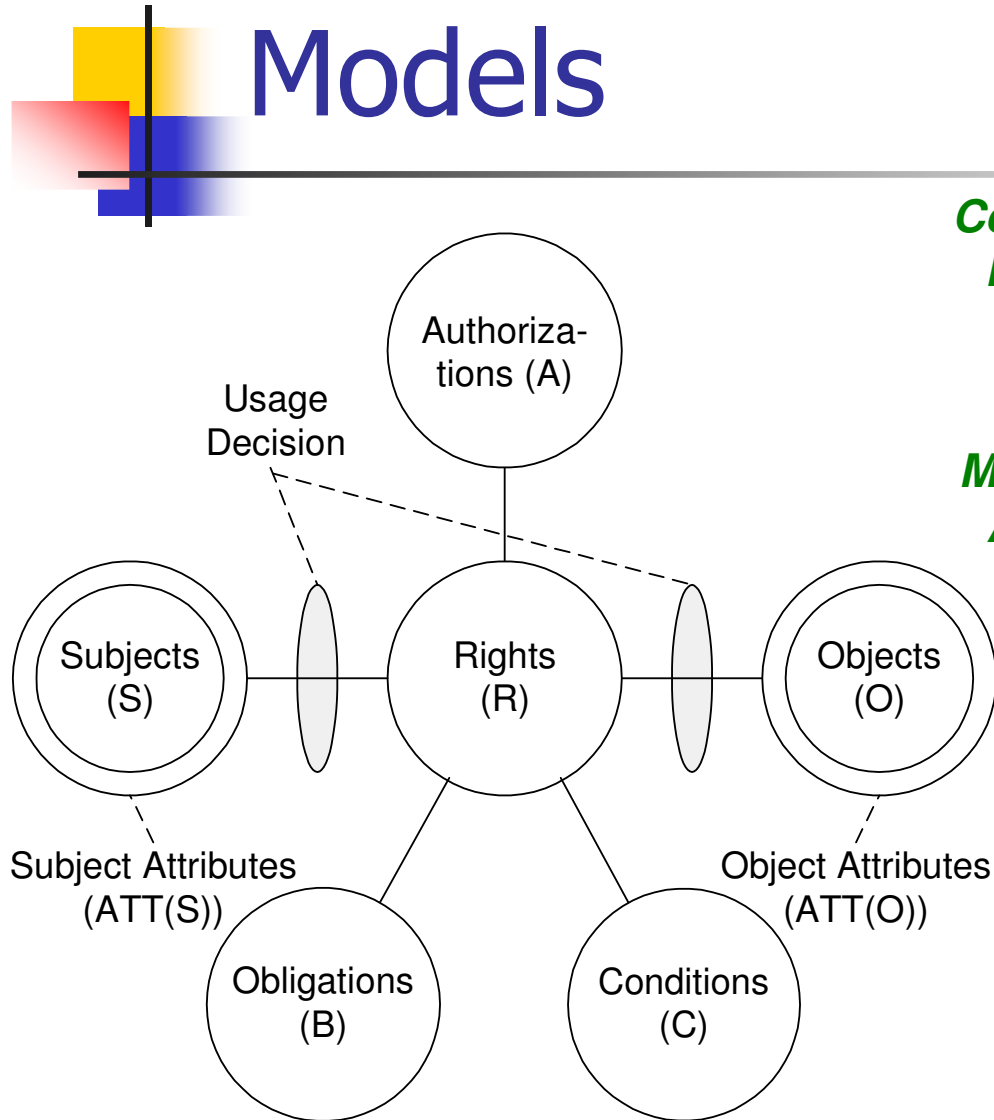 Models
Authoriza-
tions (A)
Usage
Decision
Subjects
(S)
Rights
(R)
Objects
(O)
Subject Attributes
(ATT(S))
Object Attributes
(ATT(O))
Obligations
(B)
Conditions
(C)